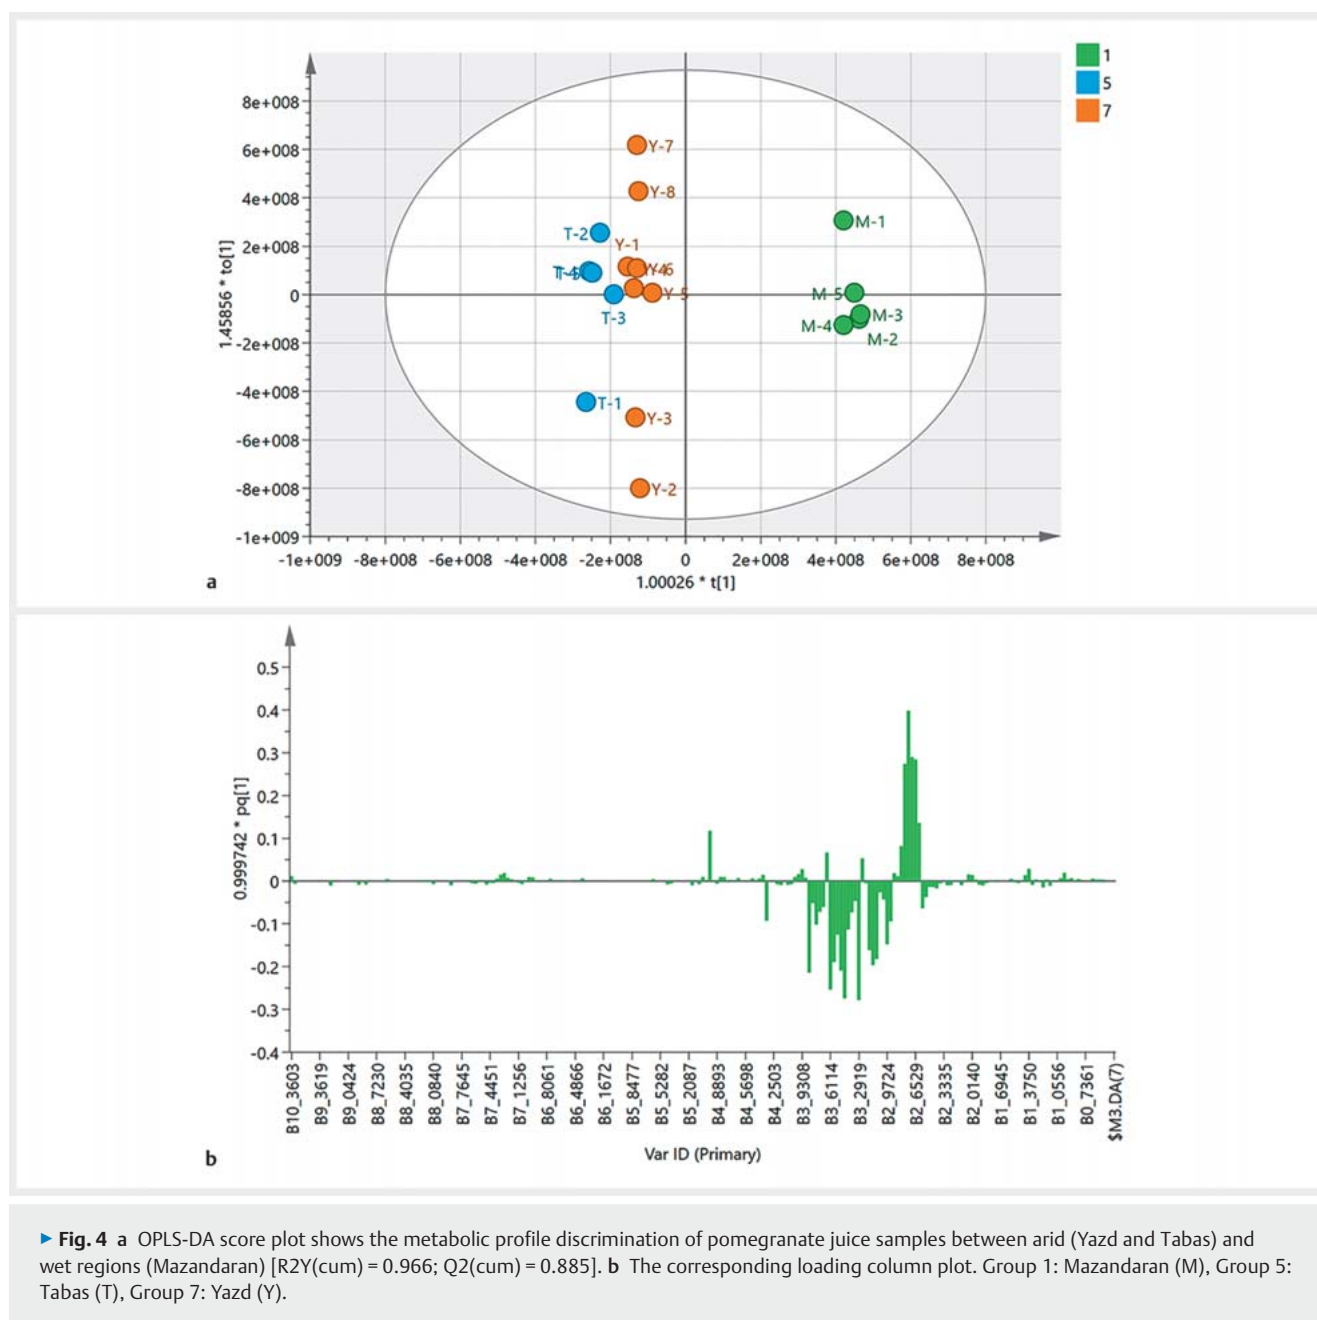 1
5
7
8e+008
6e+008
4e+008
2e+008
0
-2e+008
-4e+008
-6e+008
-8e+008
-1e+009
1.45856 * to[1]
Y-7
Y-8
M-1
T-2
Y-1
Y-5
T-3
M-5
M-3
M-4
M-2
T-1
Y-3
Y-2
-1e+009 -8e+008 -6e+008 -4e+008 -2e+008 0 2e+008 4e+008 6e+008 8e+008
1.00026 * t[1]
a
0.5
0.4
0.3
0.2
0.1
0
-0.1
-0.2
-0.3
-0.4
0.999742 * pq[1]
B10_3603
B9_3619
B9_0424
B8_7230
B8_4035
B8_0840
B7_7645
B7_4451
B7_1256
B6_8061
B6_4866
B6_1672
B5_8477
B5_5282
B5_2087
B4_8893
B4_5698
B4_2503
B3_9308
B3_6114
B3_2919
B2_9724
B2_6529
B2_3335
B2_0140
B1_6945
B1_3750
B1_0556
B0_7361
$M3.DA(7)
Var ID (Primary)
b
▶ Fig. 4 a OPLS-DA score plot shows the metabolic profile discrimination of pomegranate juice samples between arid (Yazd and Tabas) and
wet regions (Mazandaran) [R2Y(cum) = 0.966; Q2(cum) = 0.885]. b The corresponding loading column plot. Group 1: Mazandaran (M), Group 5:
Tabas (T), Group 7: Yazd (Y).